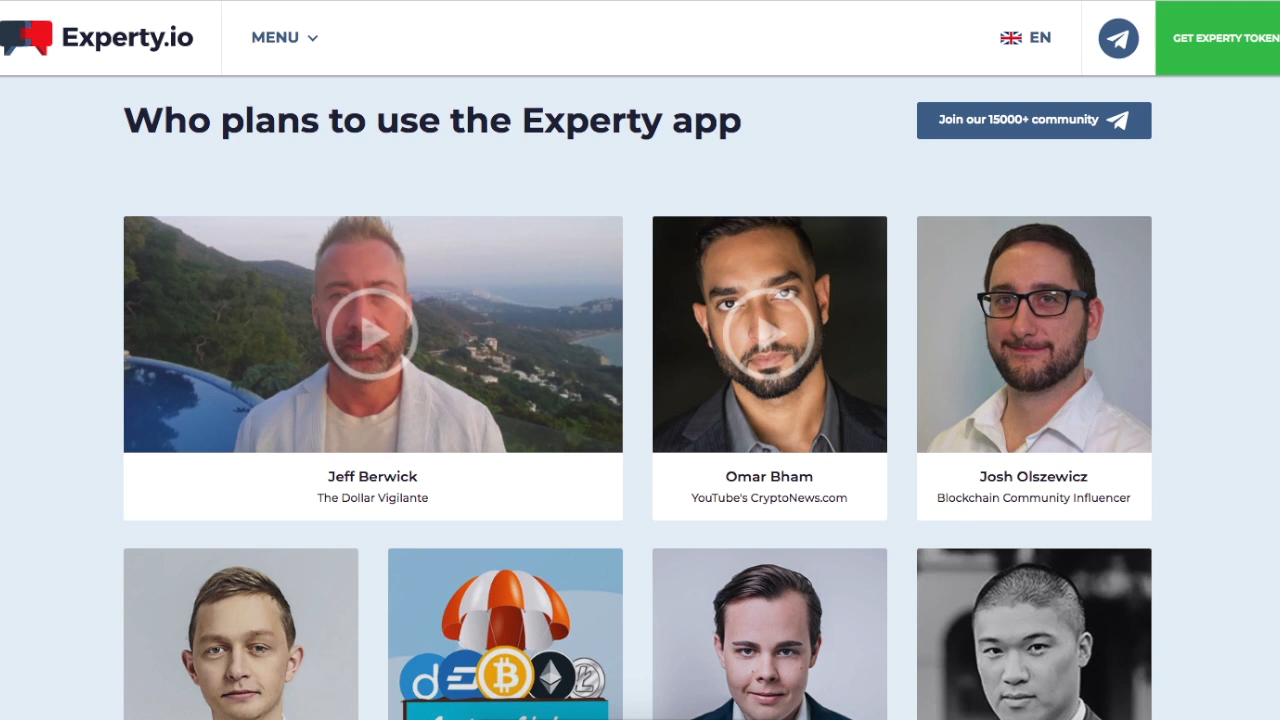 Experty.io
MENU
EN
GET EXPERTY TOKEN
Who plans to use the Experty app
Join our 15000+ community
Jeff Berwick
The Dollar Vigilante
Omar Bham
YouTube's CryptoNews.com
Josh Olszewicz
Blockchain Community Influencer